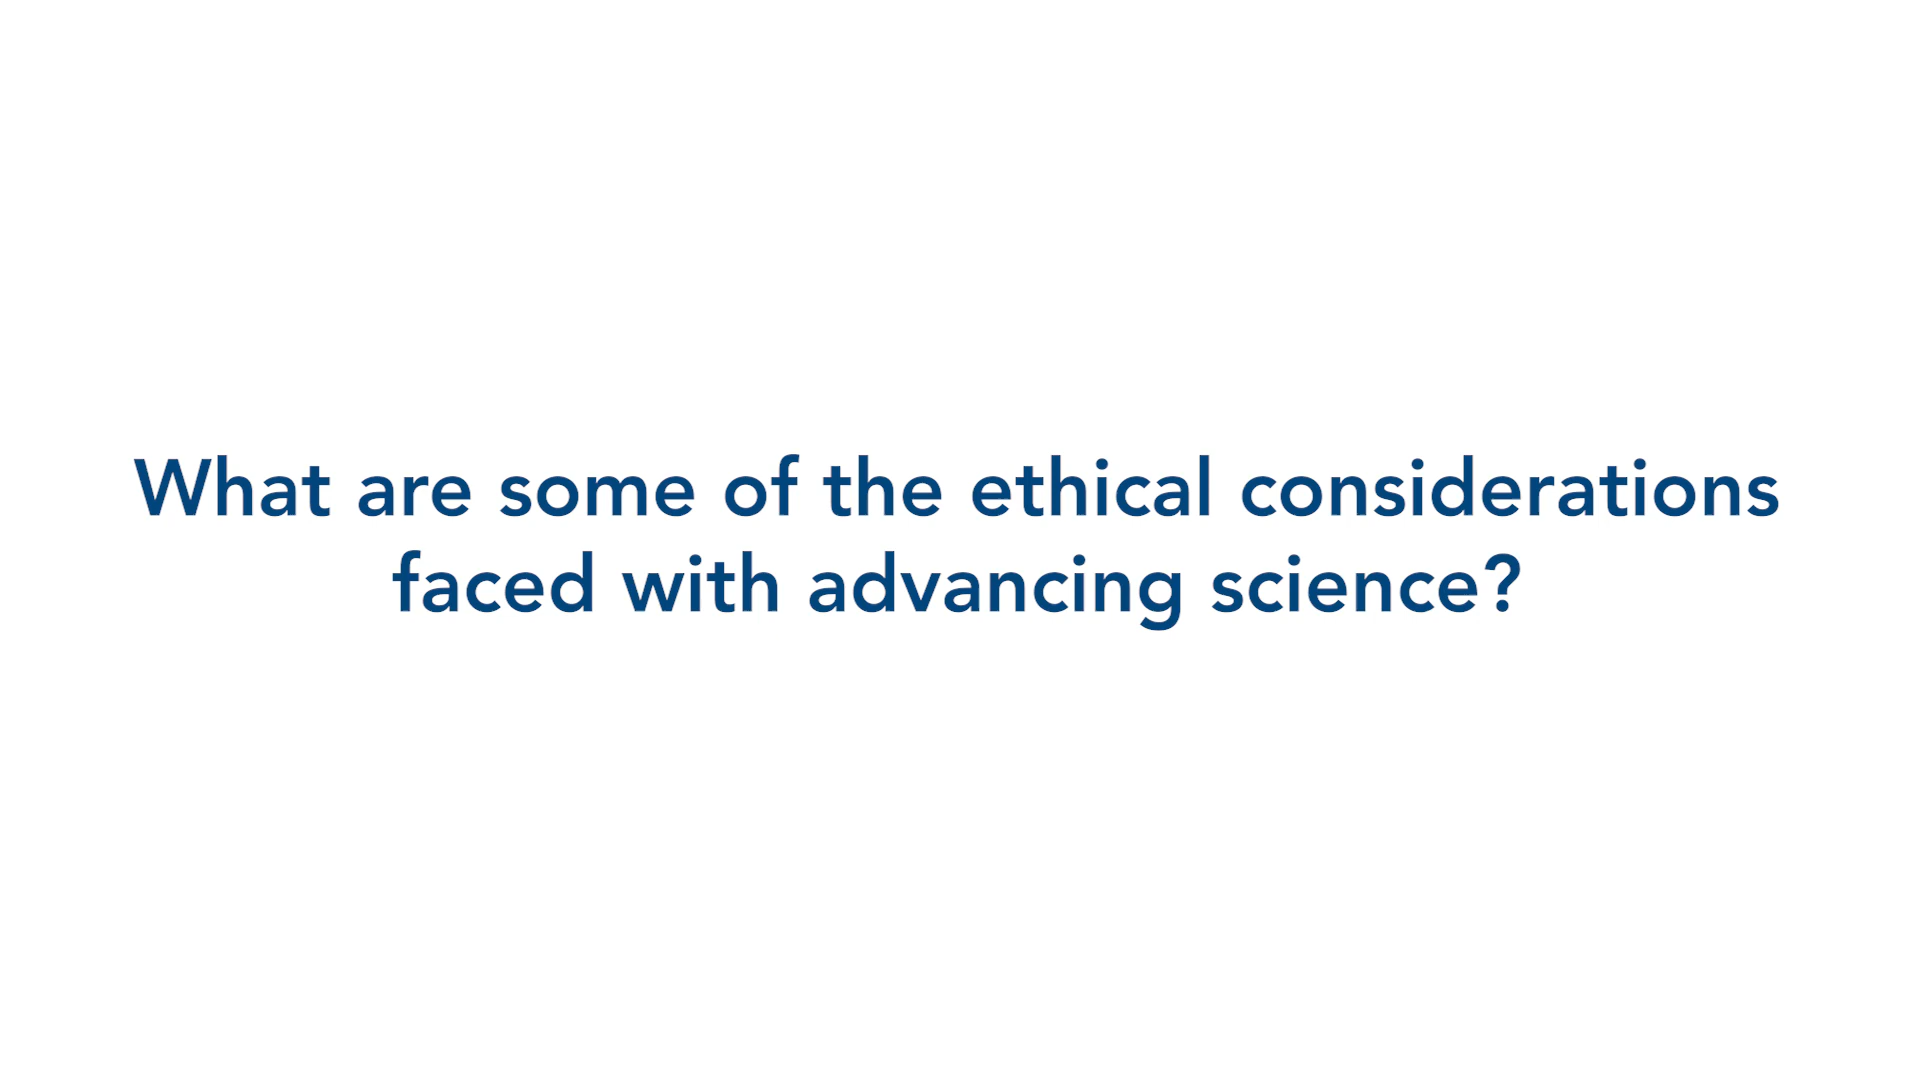 What are some of the ethical considerations
faced with advancing science?